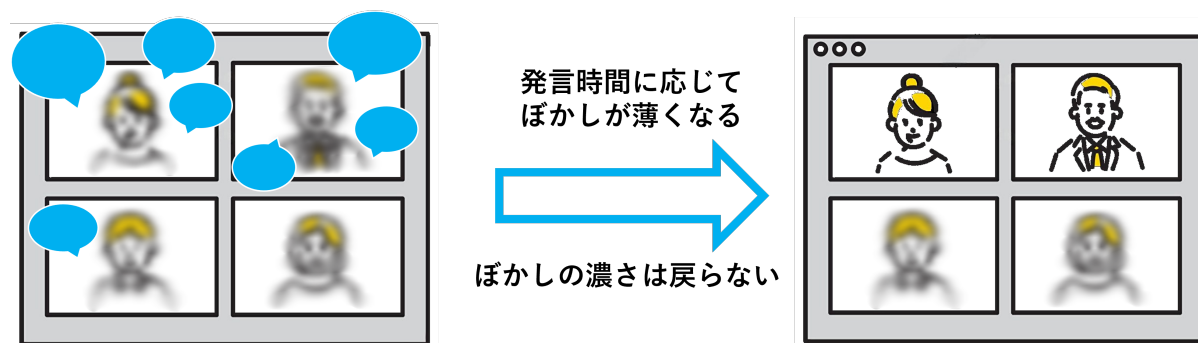 発言時間に応じて
ぼかしが薄くなる
ぼかしの濃さは戻らない